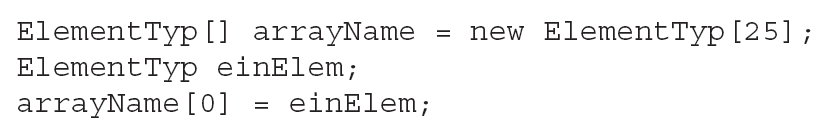 ElementTyp[] arrayName = new ElementTyp[25];
ElementTyp einElem;
arrayName[0] = einElem;